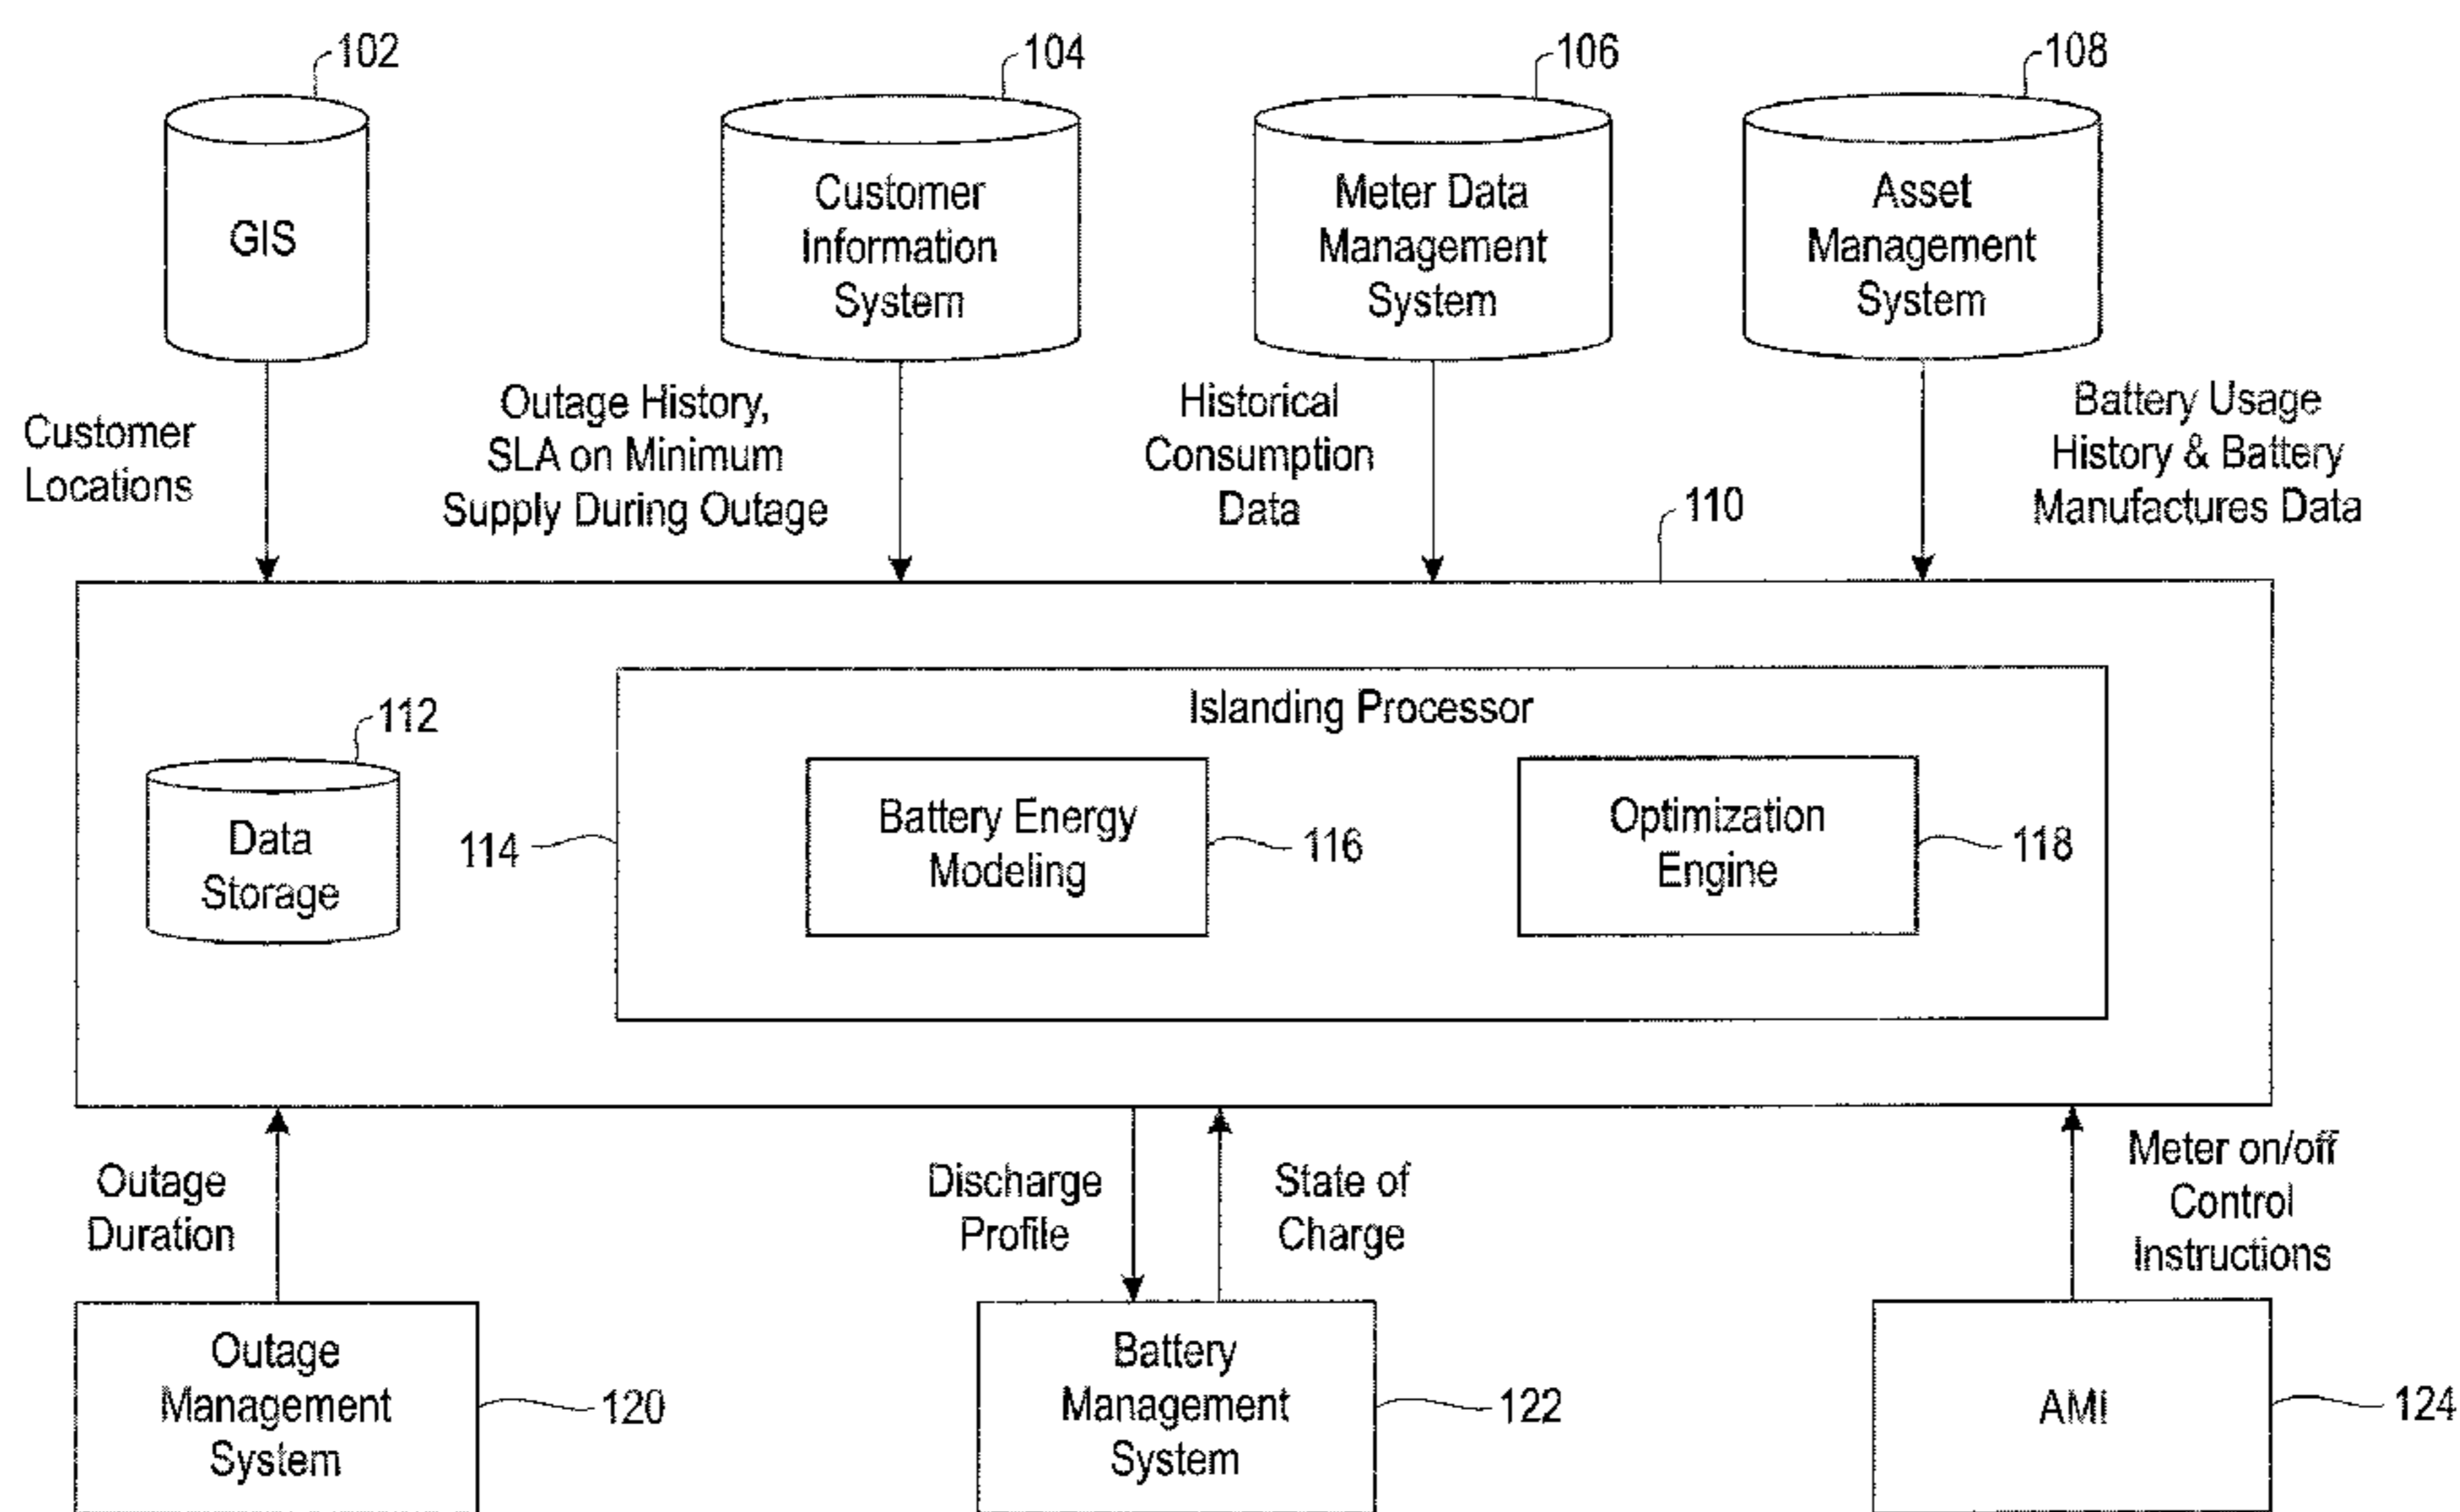 102
104
106
108
GIS
Customer
Information
System
Meter Data
Management
System
Asset
Management
System
Customer
Locations
Outage History,
SLA on Minimum
Supply During Outage
Historical
Consumption
Data
Battery Usage
History & Battery
Manufactures Data
110
Islanding Processor
112
Data
Storage
114
Battery Energy
Modeling
116
Optimization
Engine
118
Outage
Duration
Discharge
Profile
State of
Charge
Meter on/off
Control
Instructions
Outage
Management
System
120
Battery
Management
System
122
AMI
124